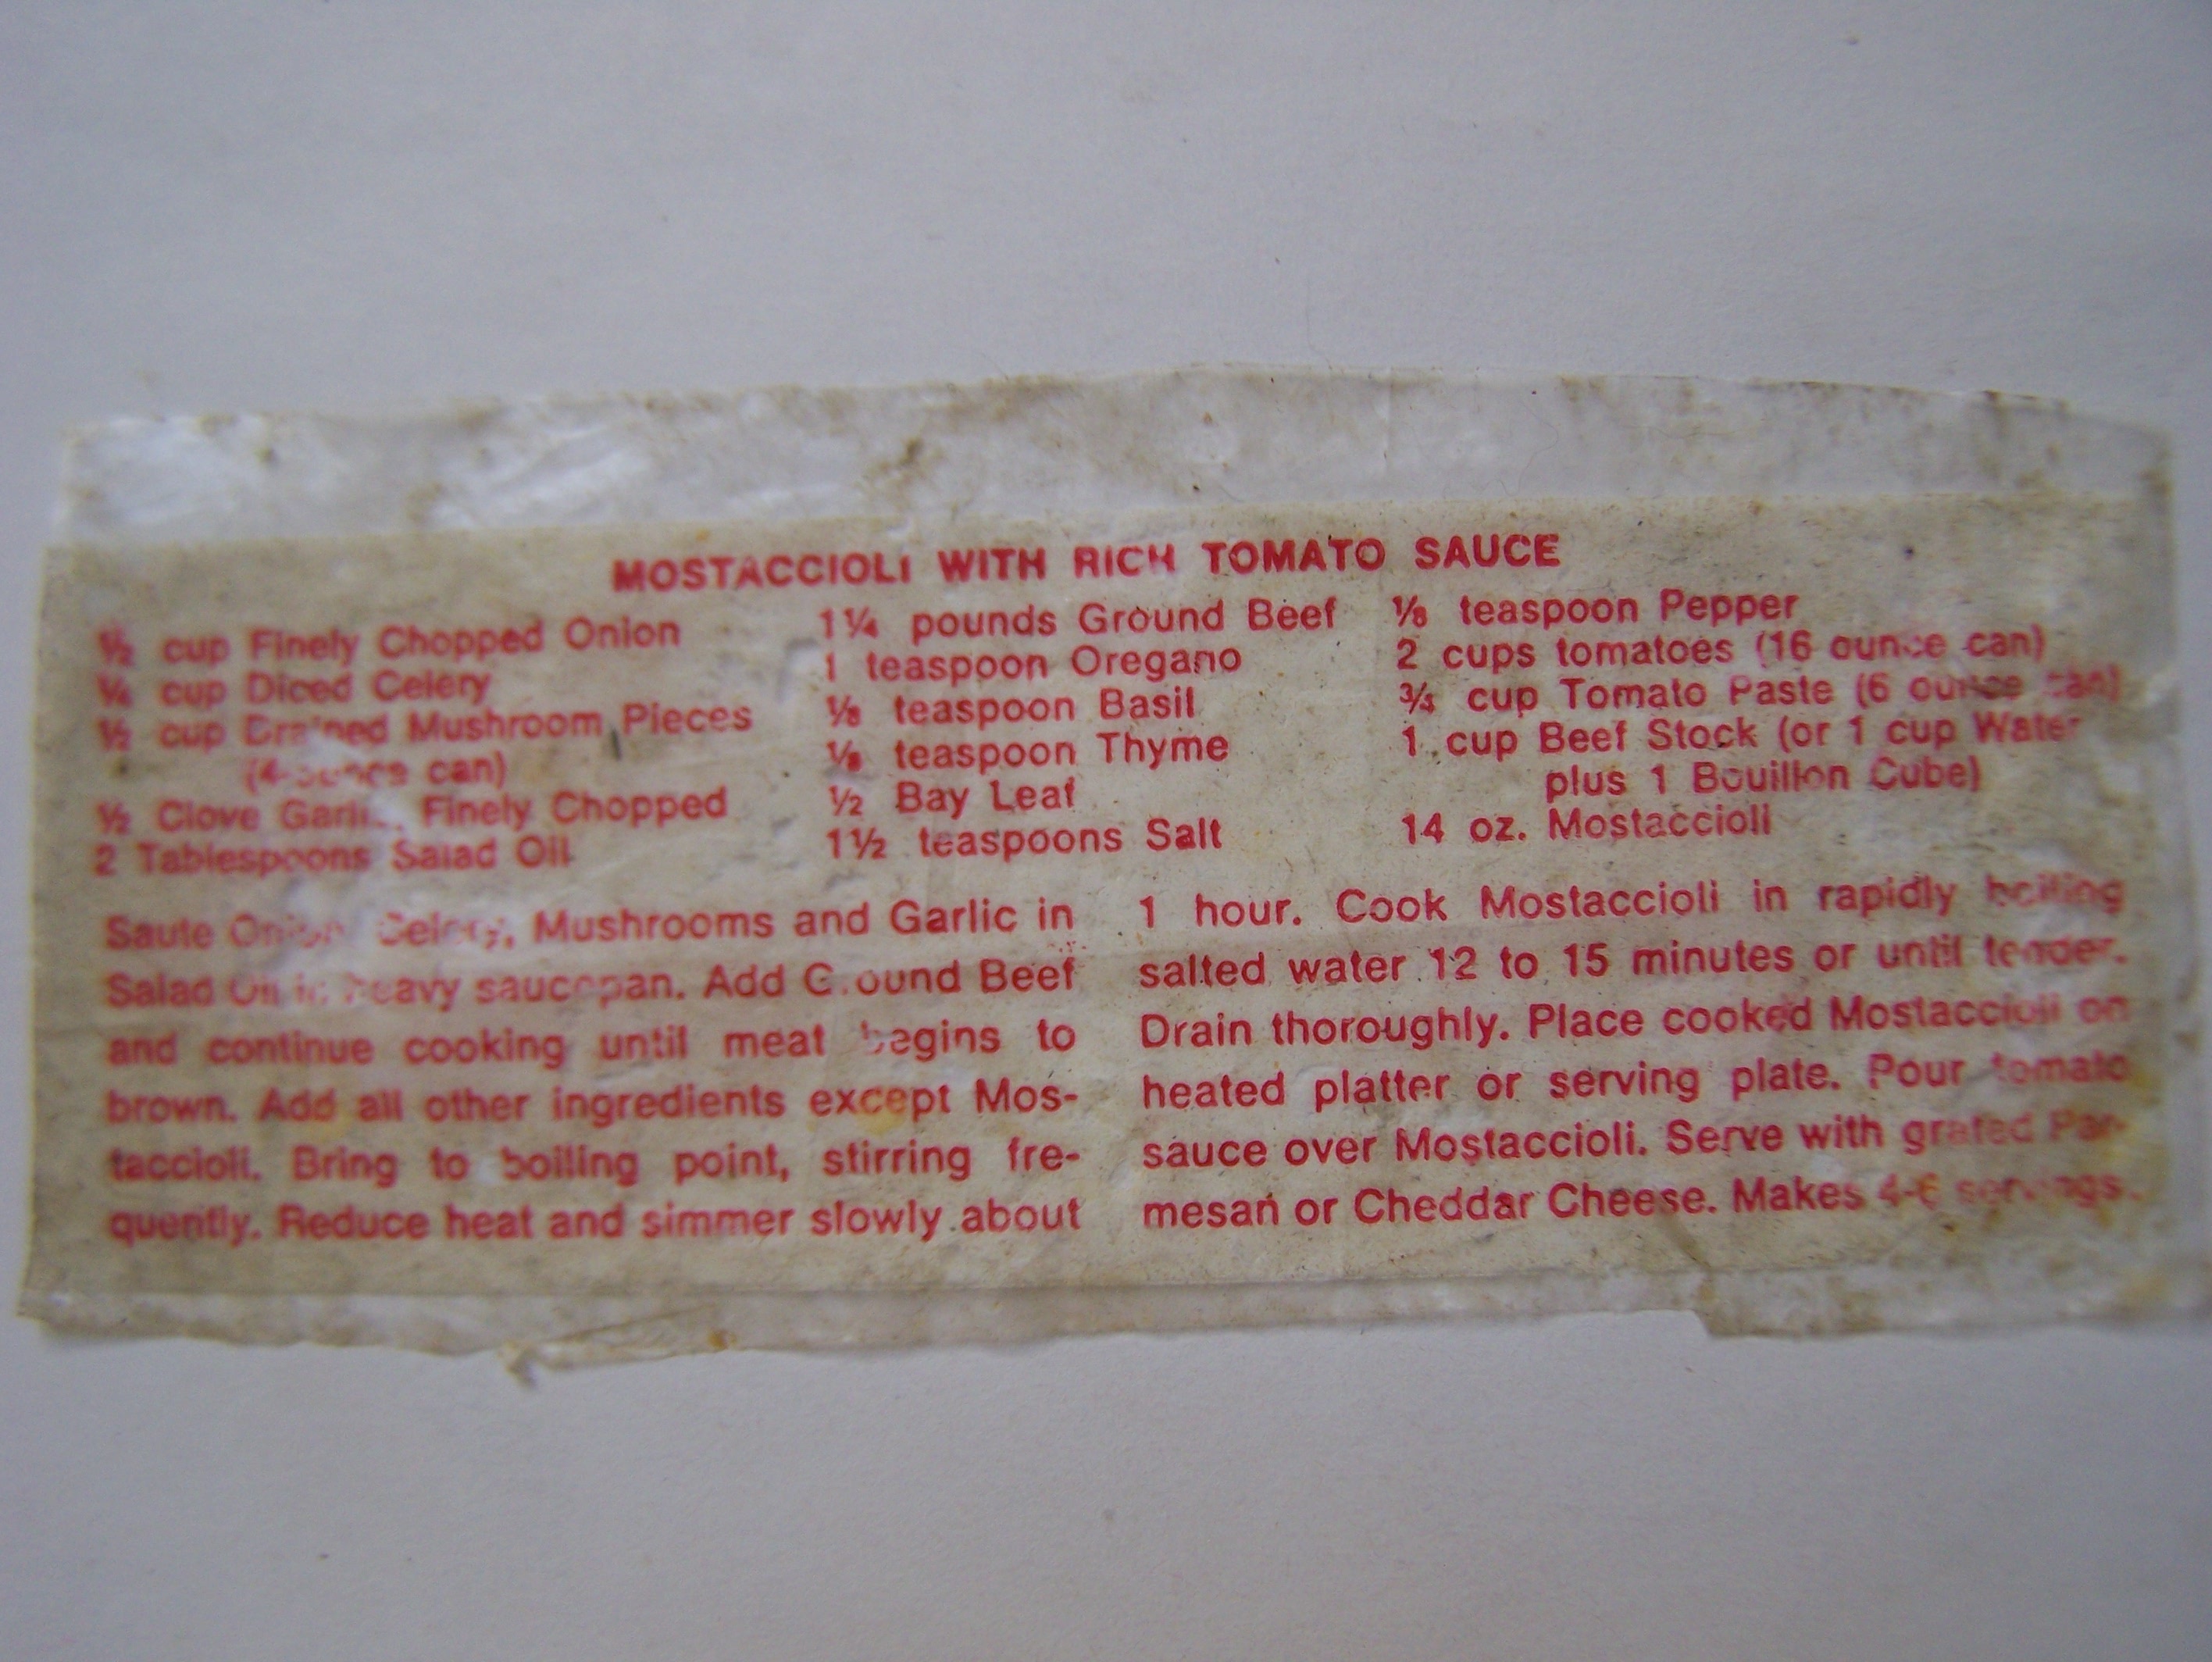 MOSTACCIOLI WITH RICH TOMATO SAUCE
½ cup Finely Chopped Onion
¼ cup Diced Celery
½ cup Drained Mushroom Pieces
(4-ounce can)
½ Clove Garlic, Finely Chopped
2 Tablespoons Salad Oil
1¼ pounds Ground Beef
1 teaspoon Oregano
⅛ teaspoon Basil
⅛ teaspoon Thyme
½ Bay Leaf
1½ teaspoons Salt
⅛ teaspoon Pepper
2 cups tomatoes (16 ounce can)
¾ cup Tomato Paste (6 ounce can)
1 cup Beef Stock (or 1 cup Water
plus 1 Bouillon Cube)
14 oz. Mostaccioli
Saute Onion, Celery, Mushrooms and Garlic in
Salad Oil in heavy saucepan. Add Ground Beef
and continue cooking until meat begins to
brown. Add all other ingredients except Mos-
taccioli. Bring to boiling point, stirring fre-
quently. Reduce heat and simmer slowly about
1 hour. Cook Mostaccioli in rapidly boiling
salted water 12 to 15 minutes or until tender.
Drain thoroughly. Place cooked Mostaccioli on
heated platter or serving plate. Pour tomato
sauce over Mostaccioli. Serve with grated Par-
mesan or Cheddar Cheese. Makes 4-6 servings.